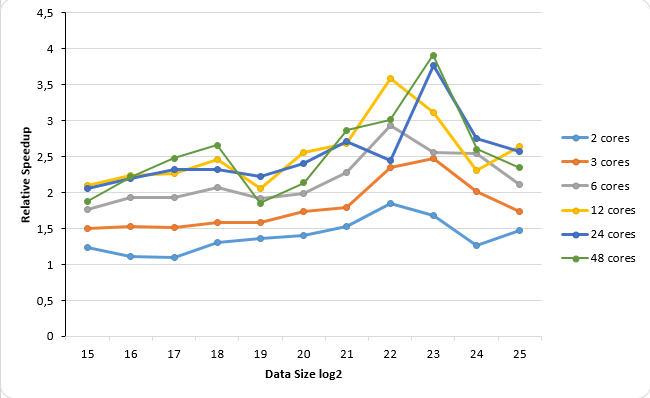 4,5
4
3,5
3
2,5
2
1,5
1
0,5
0
Relative Speedup
15 16 17 18 19 20 21 22 23 24 25
Data Size log2
2 cores
3 cores
6 cores
12 cores
24 cores
48 cores